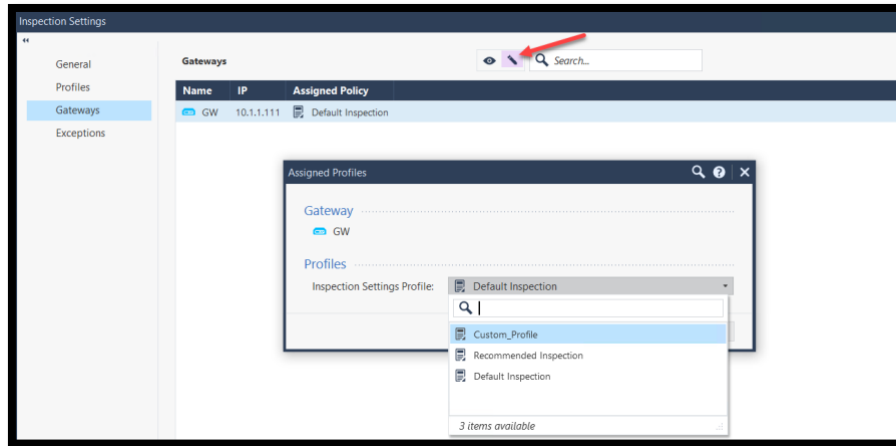 Inspection Settings
General
Profiles
Gateways
Exceptions
Gateways
Search...
Name IP Assigned Policy
GW 10.1.1.111 Default Inspection
Assigned Profiles
Gateway
GW
Profiles
Inspection Settings Profile: Default Inspection
Custom_Profile
Recommended Inspection
Default Inspection
3 items available